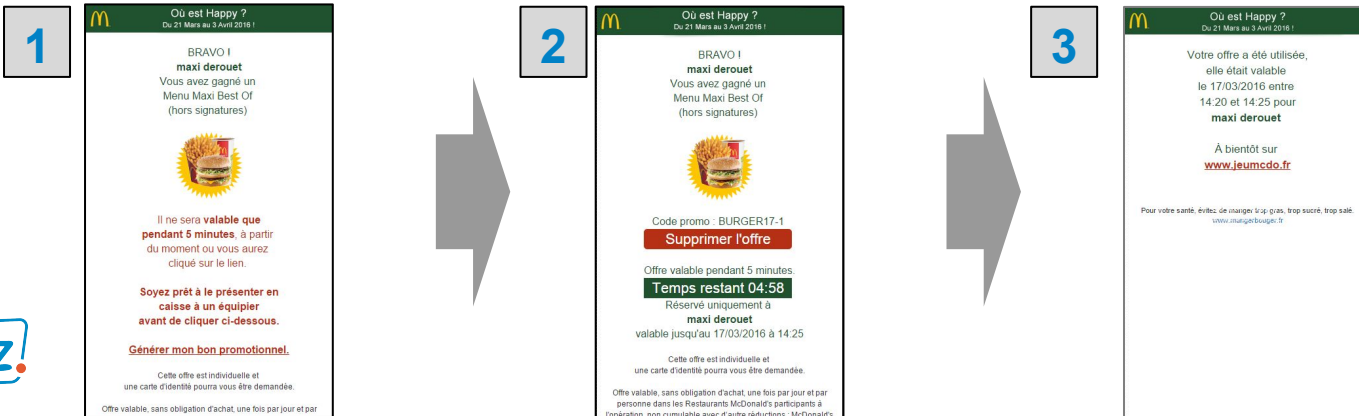 1
Où est Happy ?
Du 21 Mars au 3 Avril 2016 !
BRAVO !
maxi derouet
Vous avez gagné un
Menu Maxi Best Of
(hors signatures)
Il ne sera valable que
pendant 5 minutes, à partir
du moment ou vous aurez
cliqué sur le lien.
Soyez prêt à le présenter en
caisse à un équipier
avant de cliquer ci-dessous.
Générer mon bon promotionnel.
Cette offre est individuelle et
une carte d'identité pourra vous être demandée.
Offre valable, sans obligation d'achat, une fois par jour et par
z!
2
Où est Happy ?
Du 21 Mars au 3 Avril 2016 !
BRAVO !
maxi derouet
Vous avez gagné un
Menu Maxi Best Of
(hors signatures)
Code promo : BURGER17-1
Supprimer l'offre
Offre valable pendant 5 minutes.
Temps restant 04:58
Réservé uniquement à
maxi derouet
valable jusqu'au 17/03/2016 à 14:25
Cette offre est individuelle et
une carte d'identité pourra vous être demandée.
Offre valable, sans obligation d'achat, une fois par jour et par
personne dans les Restaurants McDonald's participants à
l'opération, non cumulable avec d'autre réductions : McDonald's
3
Où est Happy ?
Du 21 Mars au 3 Avril 2016 !
Votre offre a été utilisée,
elle était valable
le 17/03/2016 entre
14:20 et 14:25 pour
maxi derouet
À bientôt sur
www.jeumcdo.fr
Pour votre santé, évitez de manger trop gras, trop sucré, trop salé.
www.mangerbouger.fr